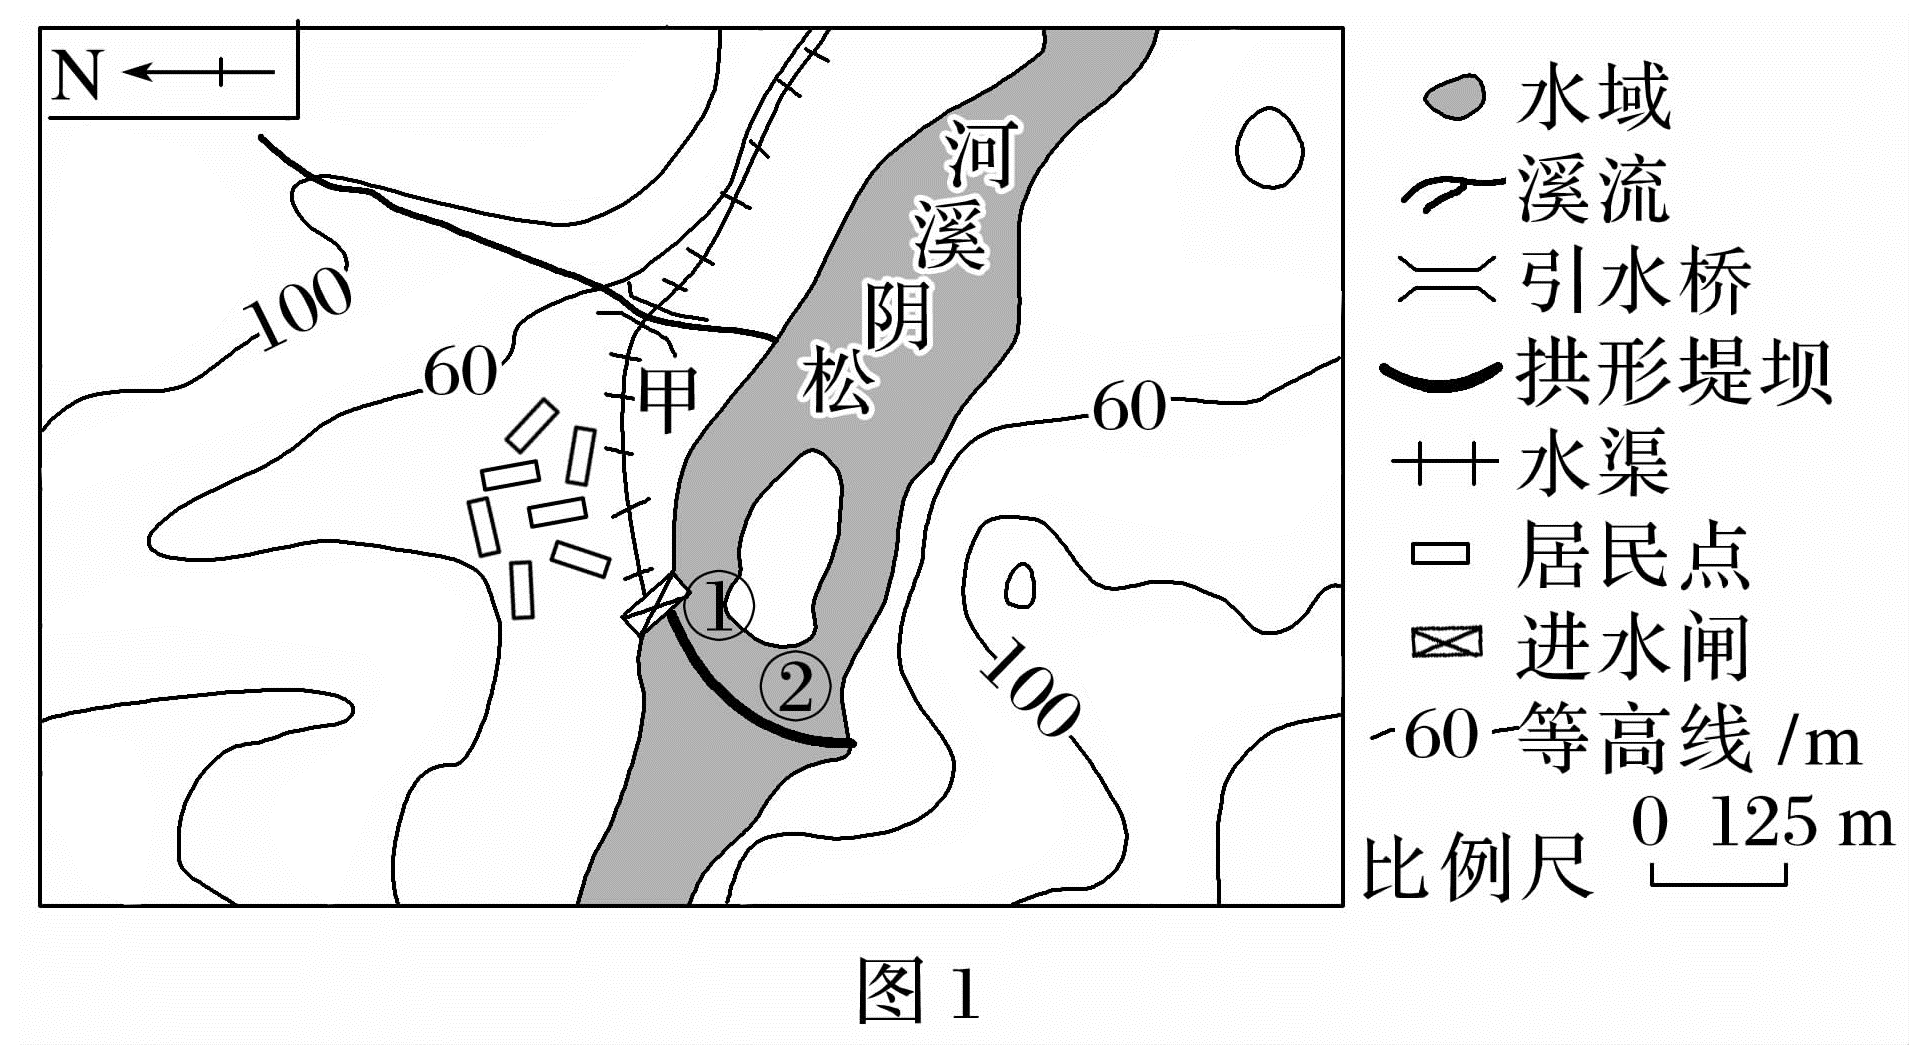 N
河
溪
阴
松
100
60
甲
60
①
②
100
水域
溪流
引水桥
拱形堤坝
水渠
居民点
进水闸
60 等高线 /m
比例尺 0 125 m
图 1